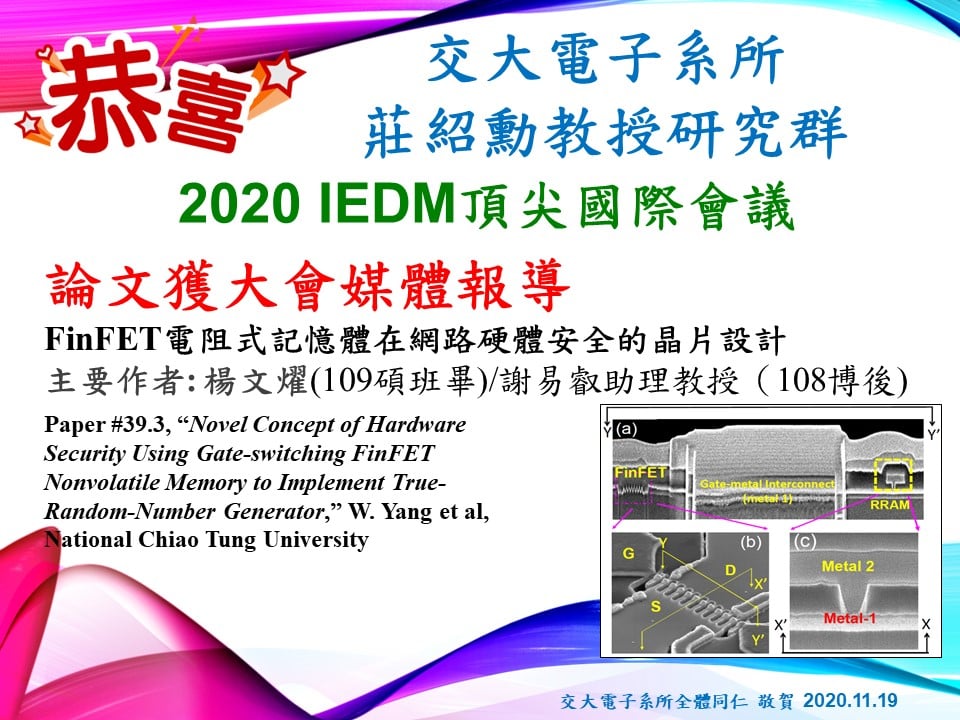 恭喜
交大電子系所
莊紹勳教授研究群
2020 IEDM頂尖國際會議
論文獲大會媒體報導
FinFET電阻式記憶體在網路硬體安全的晶片設計
主要作者: 楊文燿(109碩班畢)/謝易叡助理教授（108博後)
Paper #39.3, “Novel Concept of Hardware
Security Using Gate-switching FinFET
Nonvolatile Memory to Implement True-
Random-Number Generator,” W. Yang et al,
National Chiao Tung University
Y
Y’
(a)
FinFET
Gate-metal Interconnect
(metal 1)
RRAM
(b)
G
Y
D
X’
S
Y’
(c)
Metal 2
Metal-1
X’
X
交大電子系所全體同仁 敬賀 2020.11.19